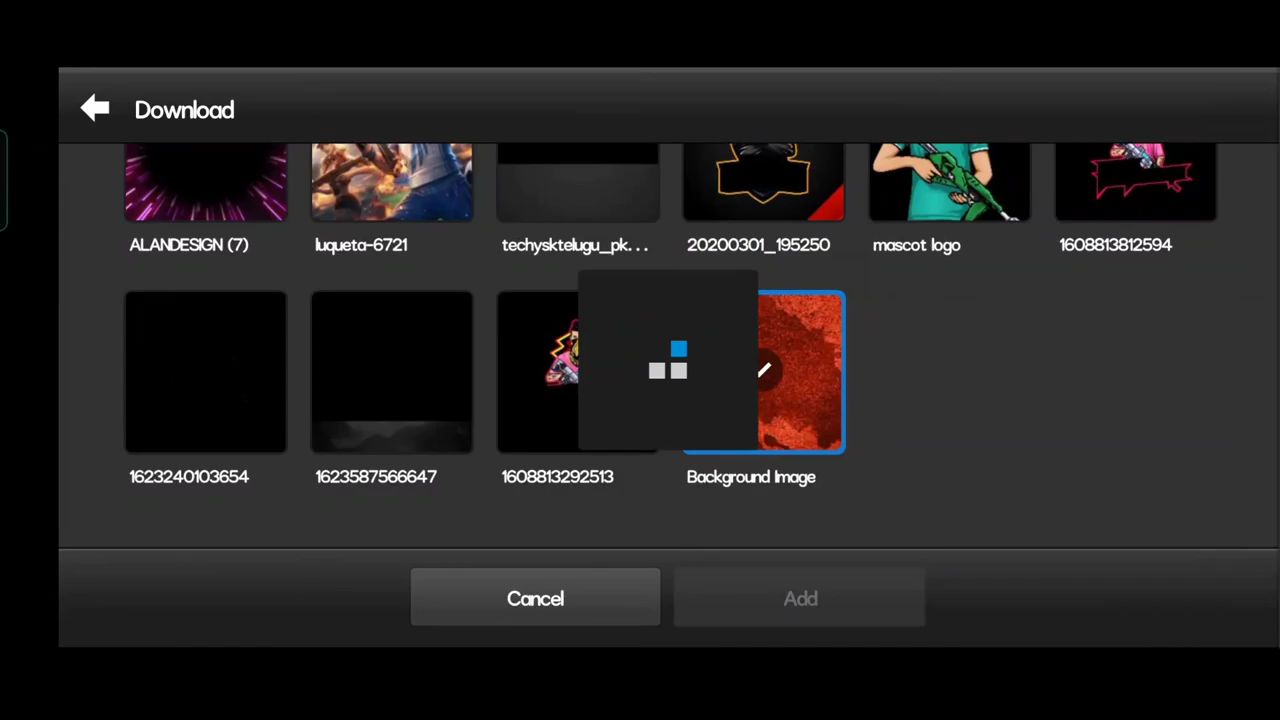 Download
ALANDESIGN (7)
luqueta-6721
techysktelugu_pk...
20200301_195250
mascot logo
1608813812594
1623240103654
1623587566647
1608813292513
Background Image
Cancel
Add